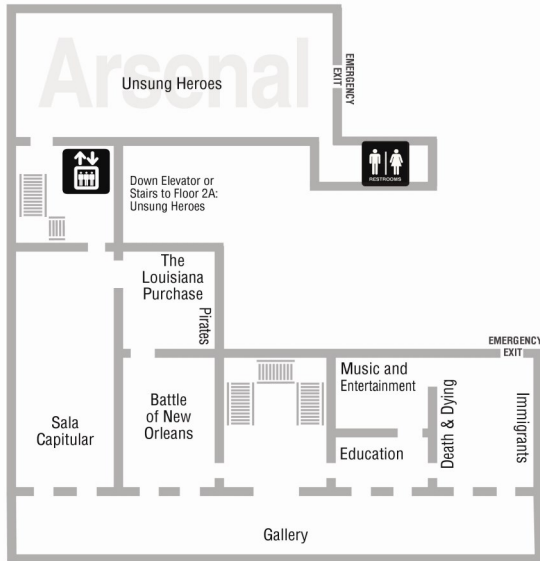 Arsenal
Unsung Heroes
EMERGENCY
EXIT
RESTROOMS
Down Elevator or
Stairs to Floor 2A:
Unsung Heroes
The
Louisiana
Purchase
Pirates
EMERGENCY
EXIT
Music and
Entertainment
Death & Dying
Immigrants
Battle
of New
Orleans
Sala
Capitular
Education
Gallery